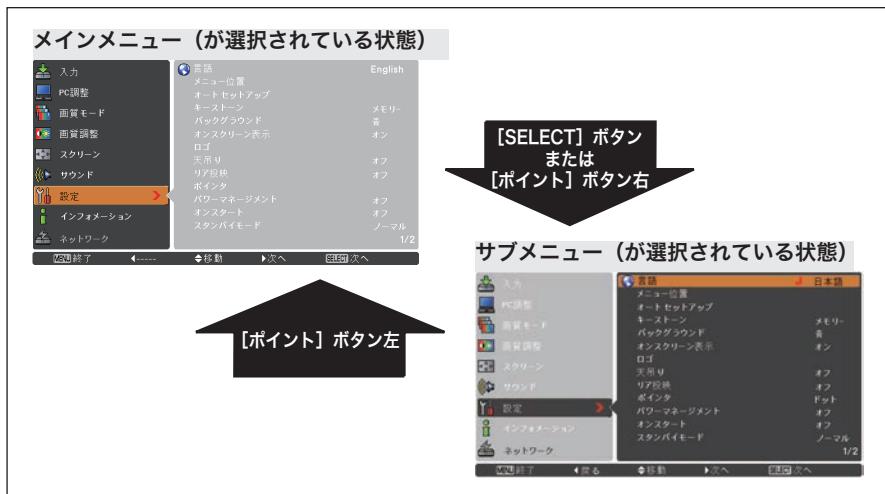 メインメニュー（が選択されている状態）
入力
PC調整
画質モード
画質調整
スクリーン
サウンド
設定
インフォメーション
ネットワーク
言語 English
メニュー位置
オートセットアップ
キーストーン メモリー
バックグラウンド 青
オンスクリーン表示 オン
ロゴ
天吊り オフ
リア投映 オフ
ポインタ
パワーマネージメント オフ
オンスタート オフ
スタンバイモード ノーマル
1/2
MENU 終了 ◀----- 移動 ▶次へ SELECT 次へ
［SELECT］ボタン
または
［ポイント］ボタン右
［ポイント］ボタン左
サブメニュー（が選択されている状態）
入力
PC調整
画質モード
画質調整
スクリーン
サウンド
設定
インフォメーション
ネットワーク
言語 日本語
メニュー位置
オートセットアップ
キーストーン メモリー
バックグラウンド 青
オンスクリーン表示 オン
ロゴ
天吊り オフ
リア投映 オフ
ポインタ ドット
パワーマネージメント オフ
オンスタート オフ
スタンバイモード ノーマル
1/2
MENU 終了 ◀戻る 移動 ▶次へ SELECT 次へ